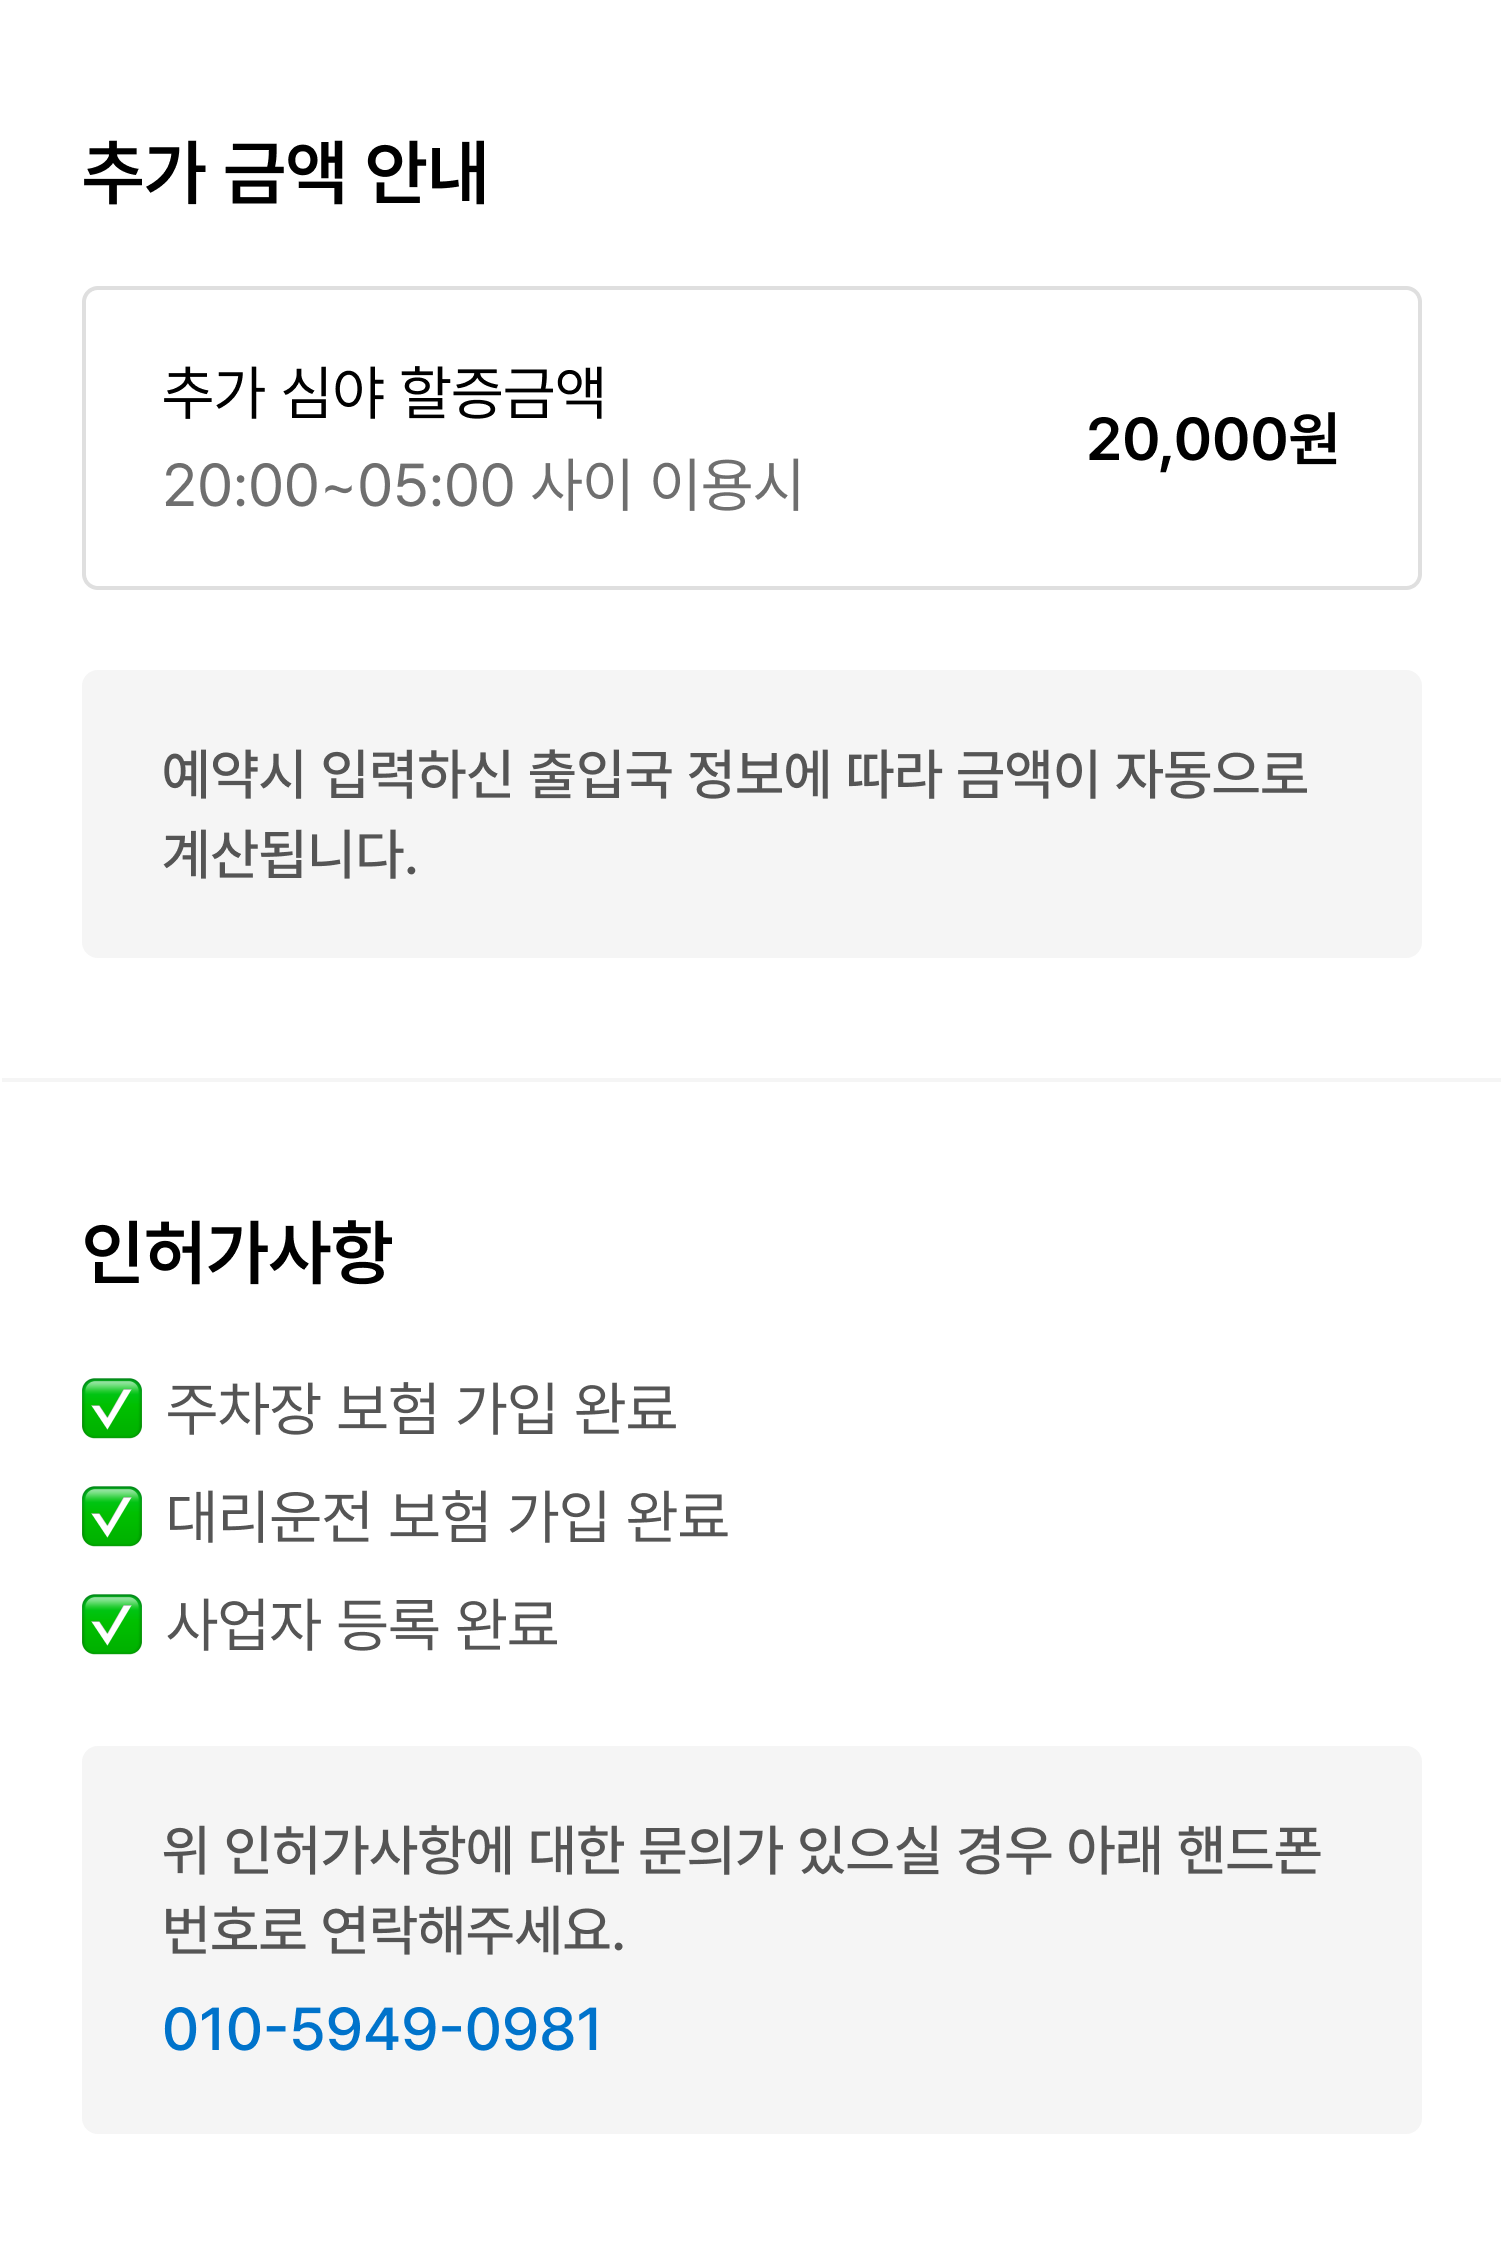 추가 금액 안내
추가 심야 할증금액
20:00~05:00 사이 이용시
20,000원
예약시 입력하신 출입국 정보에 따라 금액이 자동으로
계산됩니다.
인허가사항
✅ 주차장 보험 가입 완료
✅ 대리운전 보험 가입 완료
✅ 사업자 등록 완료
위 인허가사항에 대한 문의가 있으실 경우 아래 핸드폰
번호로 연락해주세요.
010-5949-0981